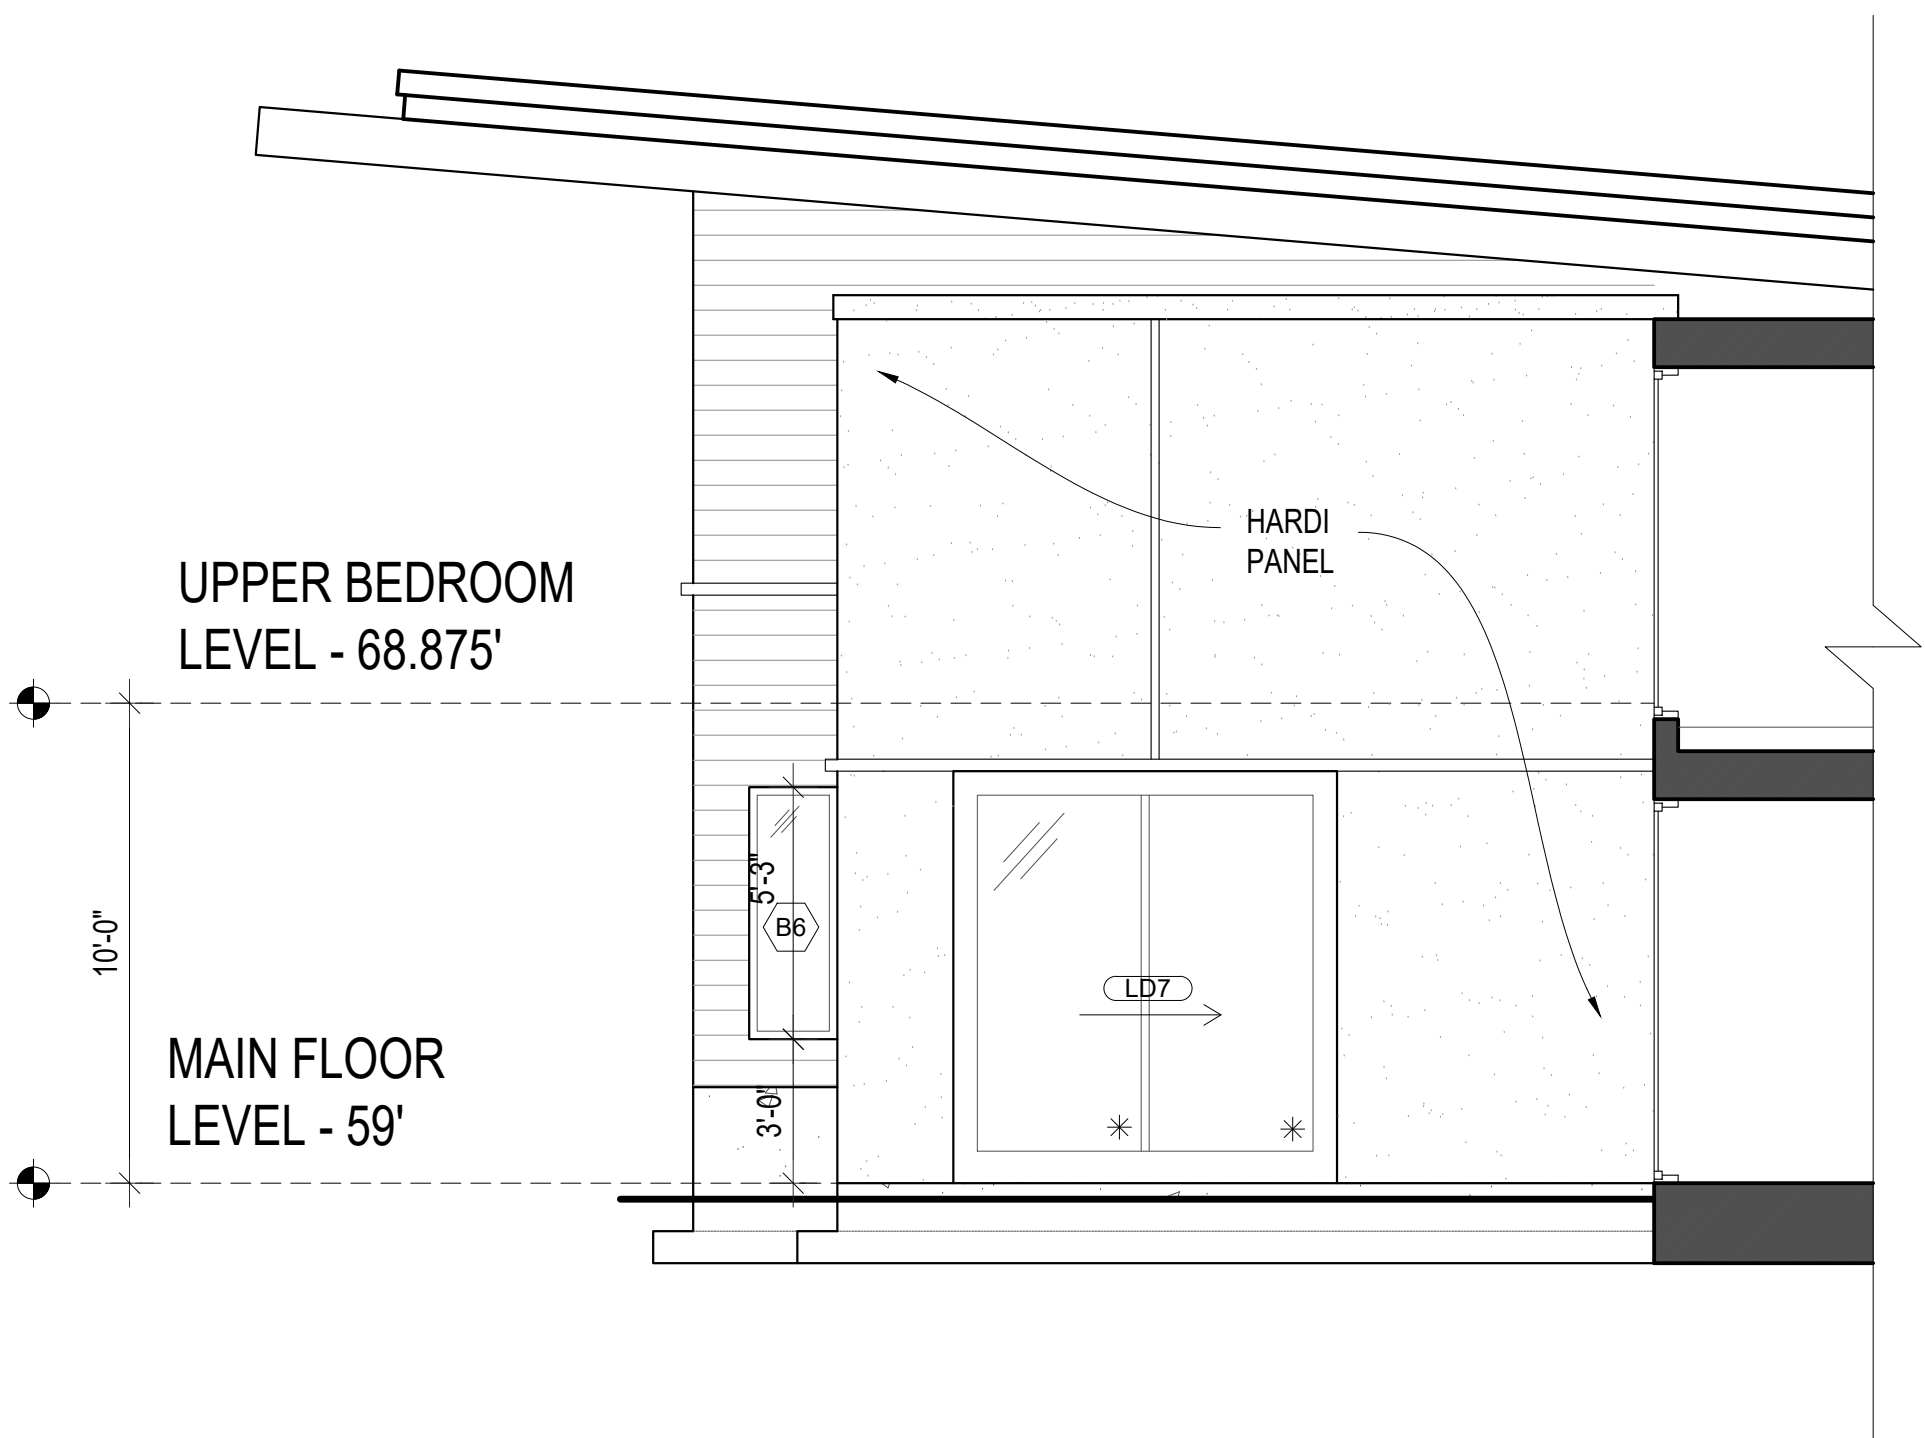 HARDI
PANEL
UPPER BEDROOM
LEVEL - 68.875'
5'-3"
B6
10'-0"
LD7
MAIN FLOOR
LEVEL - 59'
3'-0"